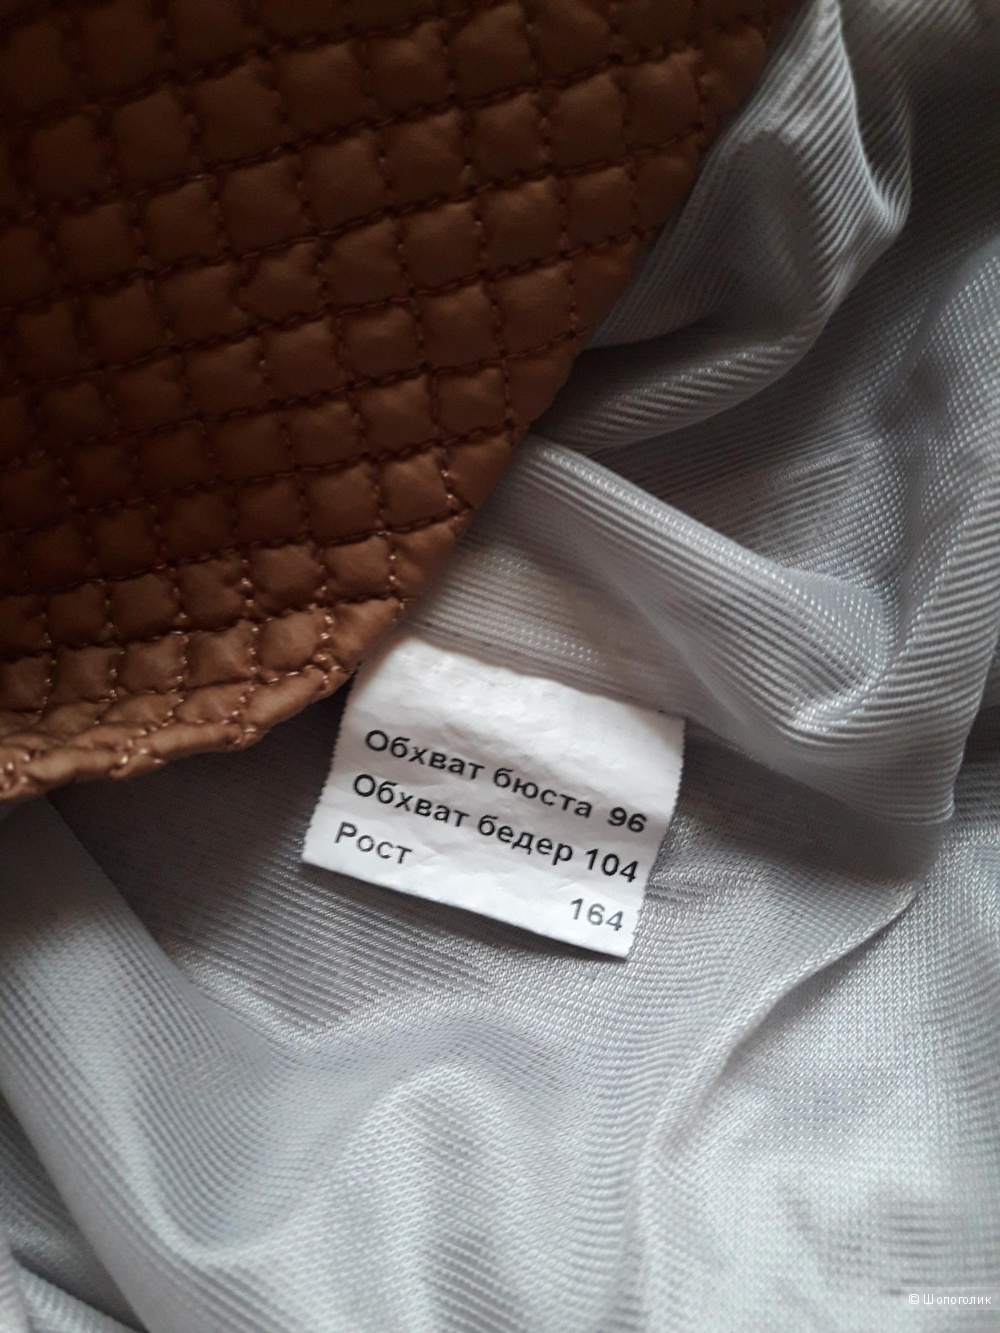 Обхват бюста 96
Обхват бедер 104
Рост 164
© Шопоголик